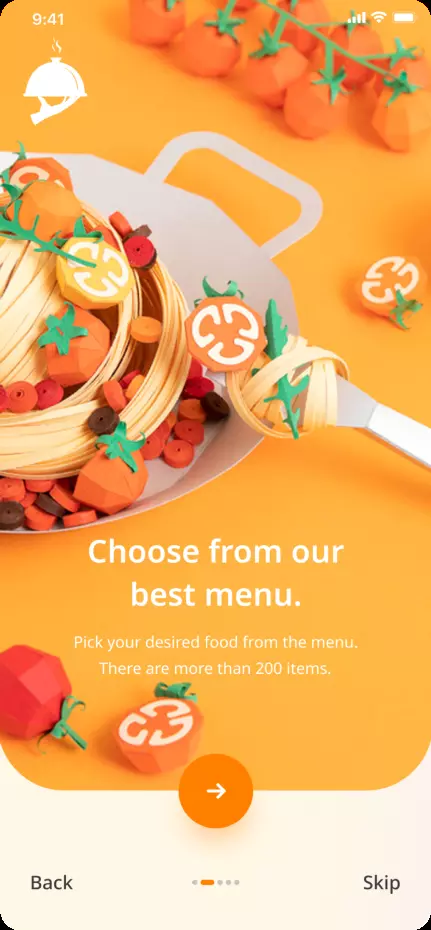 9:41
Choose from our
best menu.
Pick your desired food from the menu.
There are more than 200 items.
Back
Skip